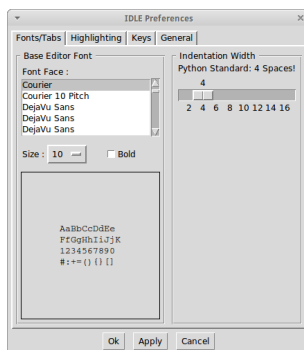 IDLE Preferences
Fonts/Tabs Highlighting Keys General
Base Editor Font
Font Face :
Courier
Courier 10 Pitch
DejaVu Sans
DejaVu Sans
DejaVu Sans
Size : 10
Bold
AaBbCcDdEe
FfGgHhIiJjK
1234567890
#:+=(){}[]
Indentation Width
Python Standard: 4 Spaces!
4
2 4 6 8 10 12 14 16
Ok Apply Cancel